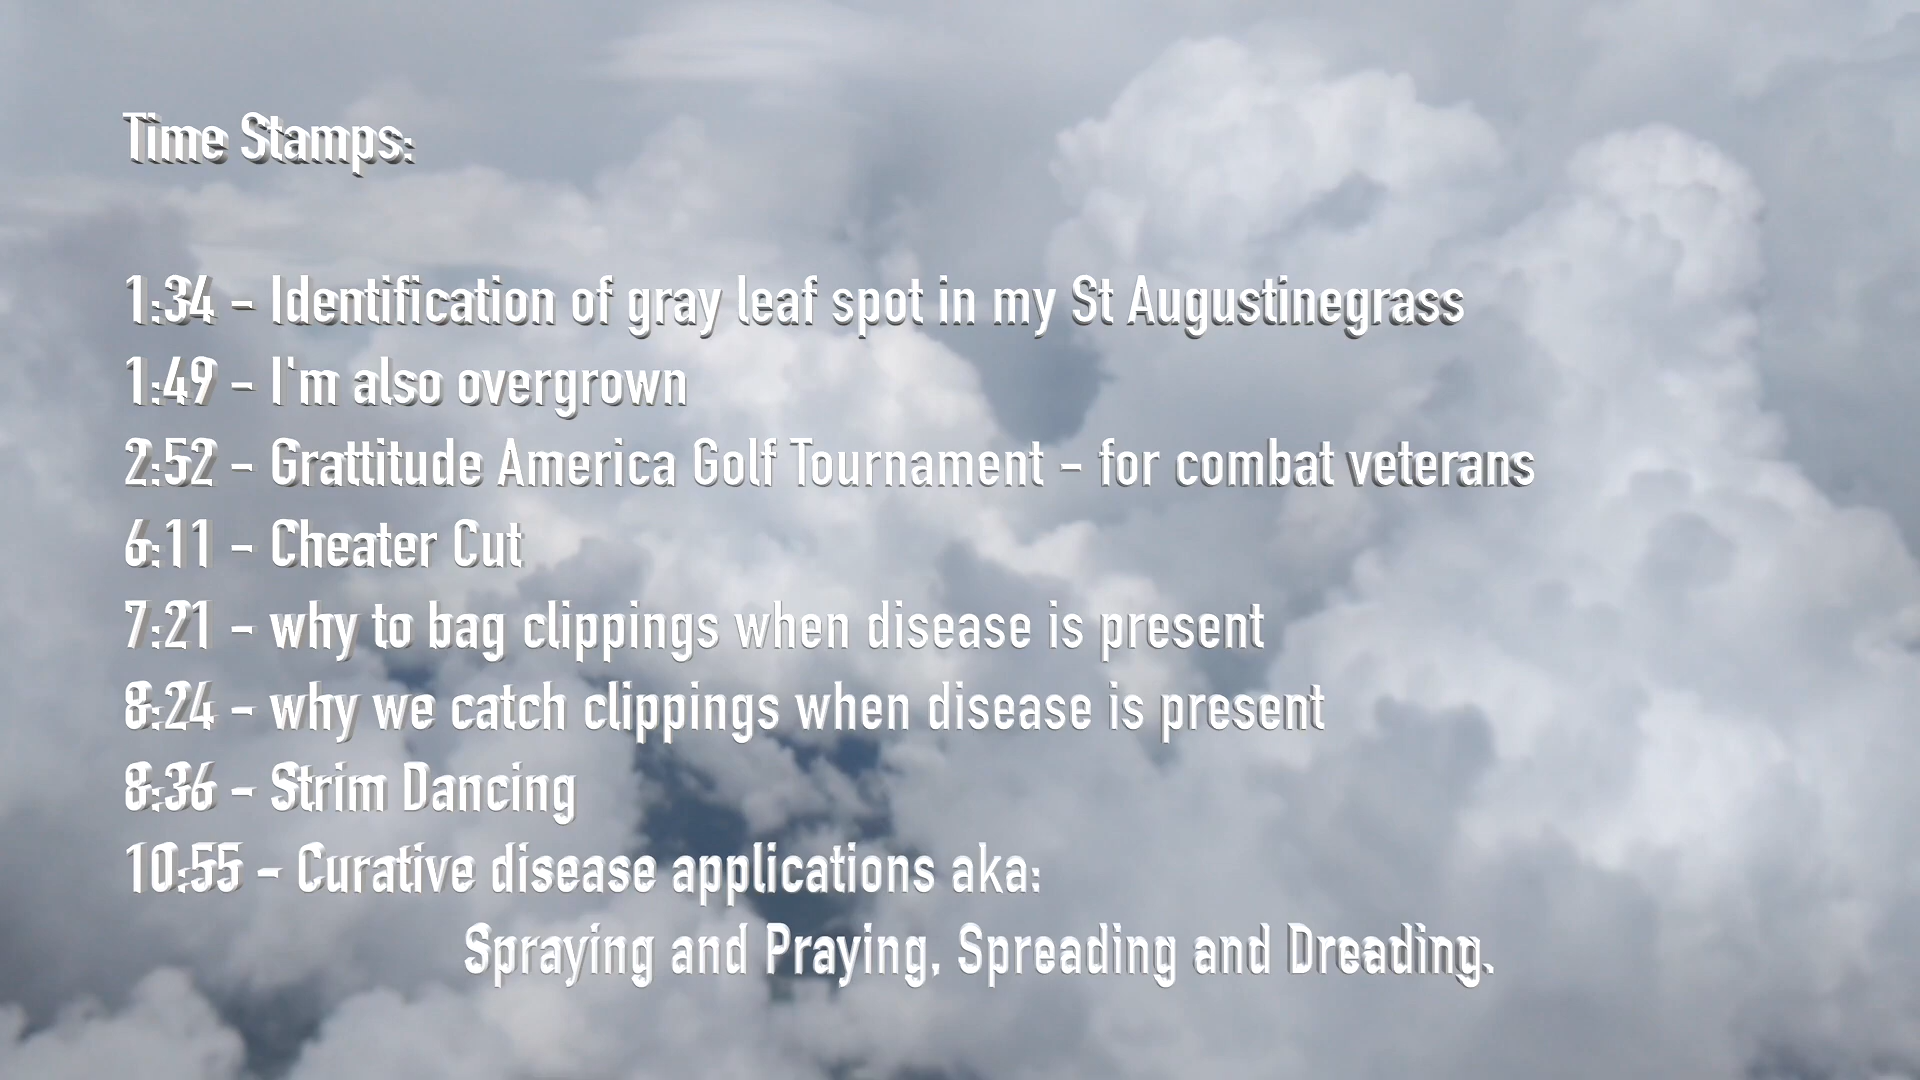 Time Stamps:
1:34 – Identification of gray leaf spot in my St Augustinegrass
1:49 – I'm also overgrown
2:52 – Grattitude America Golf Tournament – for combat veterans
6:11 – Cheater Cut
7:21 – why to bag clippings when disease is present
8:24 – why we catch clippings when disease is present
8:36 – Strim Dancing
10:55 – Curative disease applications aka:
Spraying and Praying, Spreading and Dreading.